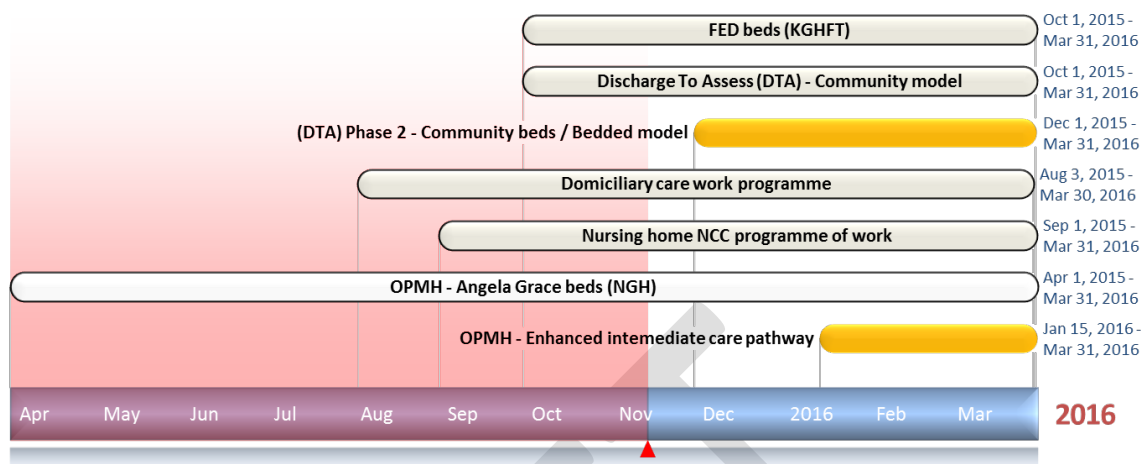 FED beds (KGHFT)
Oct 1, 2015 -
Mar 31, 2016
Discharge To Assess (DTA) - Community model
Oct 1, 2015 -
Mar 31, 2016
(DTA) Phase 2 - Community beds / Bedded model
Dec 1, 2015 -
Mar 31, 2016
Domiciliary care work programme
Aug 3, 2015 -
Mar 30, 2016
Nursing home NCC programme of work
Sep 1, 2015 -
Mar 31, 2016
OPMH - Angela Grace beds (NGH)
Apr 1, 2015 -
Mar 31, 2016
OPMH - Enhanced intemediate care pathway
Jan 15, 2016 -
Mar 31, 2016
Apr May Jun Jul Aug Sep Oct Nov Dec 2016 Feb Mar 2016